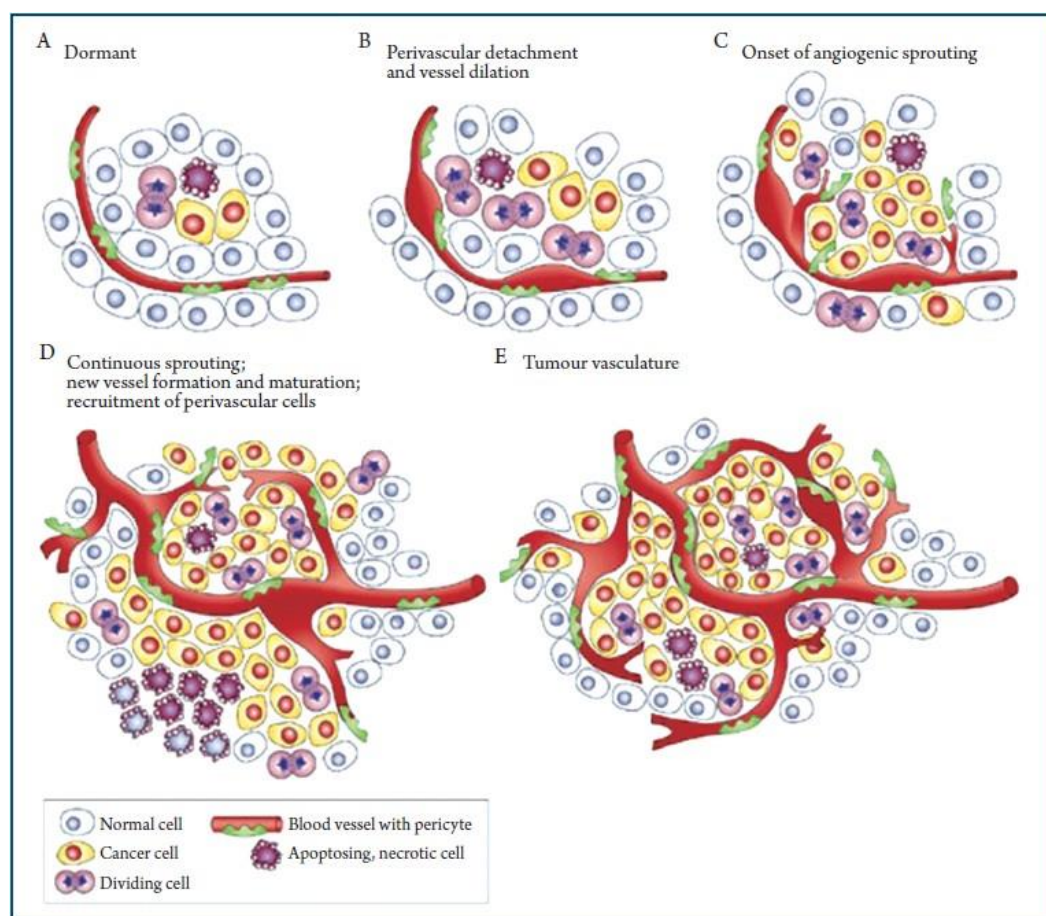 A Dormant
B Perivascular detachment
and vessel dilation
C Onset of angiogenic sprouting
D Continuous sprouting;
new vessel formation and maturation;
recruitment of perivascular cells
E Tumour vasculature
Normal cell
Blood vessel with pericyte
Cancer cell
Apoptosing, necrotic cell
Dividing cell